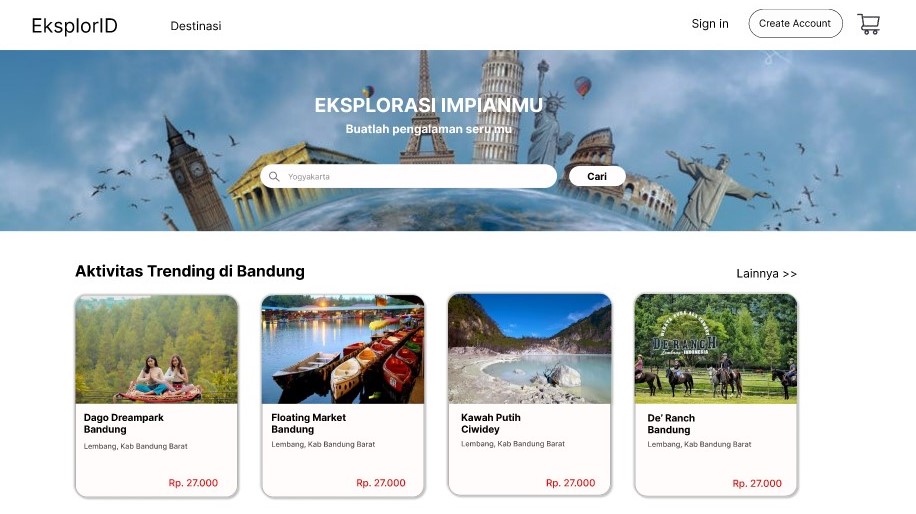 EksplorID
Destinasi
Sign in
Create Account
EKSPLORASI IMPIANMU
Buatlah pengalaman seru mu
Yogyakarta
Cari
Aktivitas Trending di Bandung
Lainnya >>
DE'RANCH
Lembang - INDONESIA
Dago Dreampark
Bandung
Lembang, Kab Bandung Barat
Rp. 27.000
Floating Market
Bandung
Lembang, Kab Bandung Barat
Rp. 27.000
Kawah Putih
Ciwidey
Lembang, Kab Bandung Barat
Rp. 27.000
De' Ranch
Bandung
Lembang, Kab Bandung Barat
Rp. 27.000